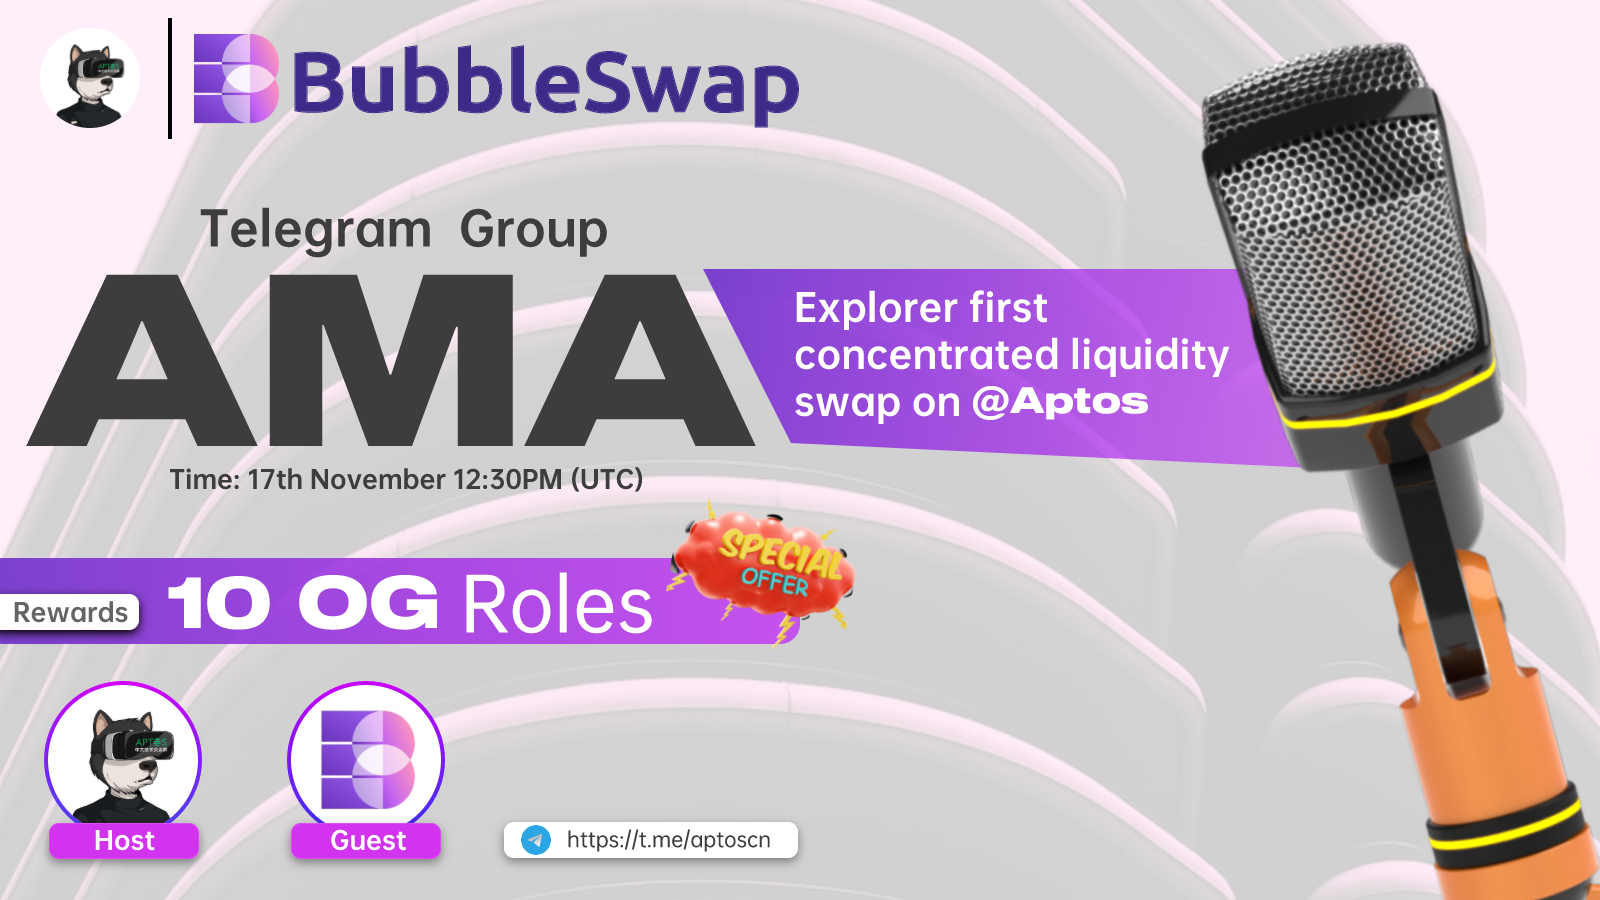 BubbleSwap
Telegram Group
AMA
Explorer first
concentrated liquidity
swap on @Aptos
Time: 17th November 12:30PM (UTC)
SPECIAL
OFFER
Rewards
10 OG Roles
APTOS
Host
Guest
https://t.me/aptoscn